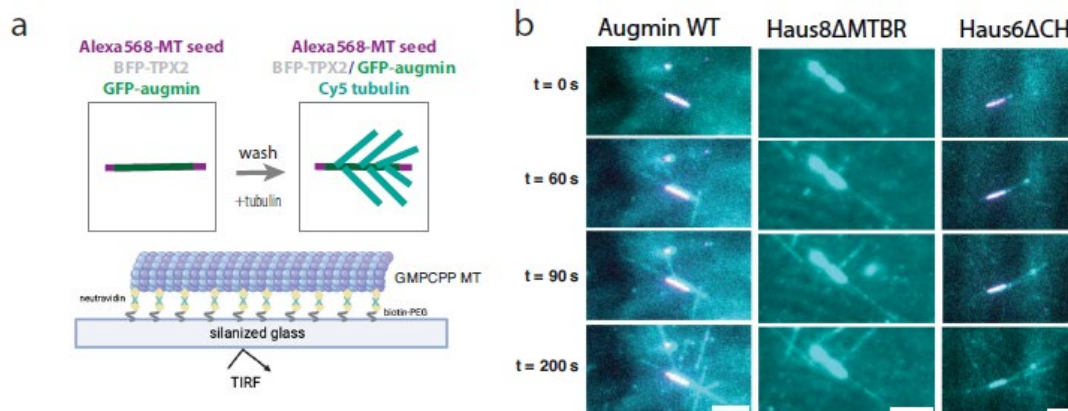 a
Alexa568-MT seed
BFP-TPX2
GFP-augmin
Alexa568-MT seed
BFP-TPX2/ GFP-augmin
Cy5 tubulin
wash
+tubulin
GMPCPP MT
neutravidin
biotin-PEG
silanized glass
TIRF
b
Augmin WT
Haus8ΔMTBR
Haus6ΔCH
t = 0 s
t = 60 s
t = 90 s
t = 200 s